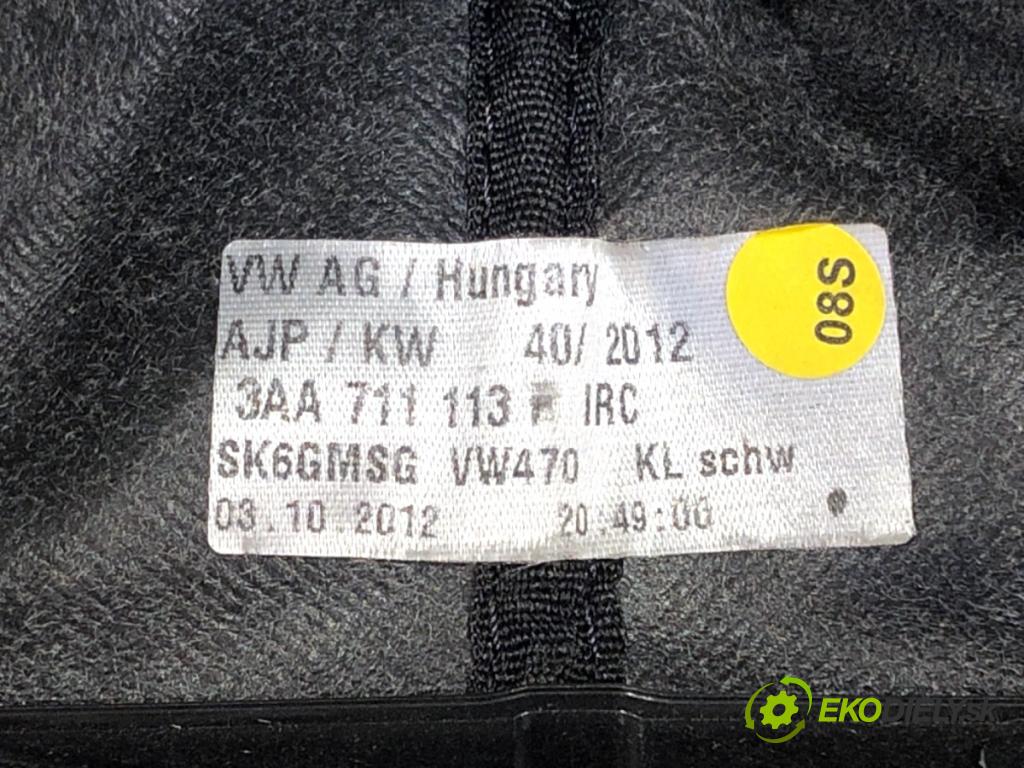 VW AG / Hungary
08S
AJP / KW 40/ 2012
3AA 711 113 IRC
SK6GMSG VW470 KL schw
03.10.2012 20:49:00
EKODIELY.SK